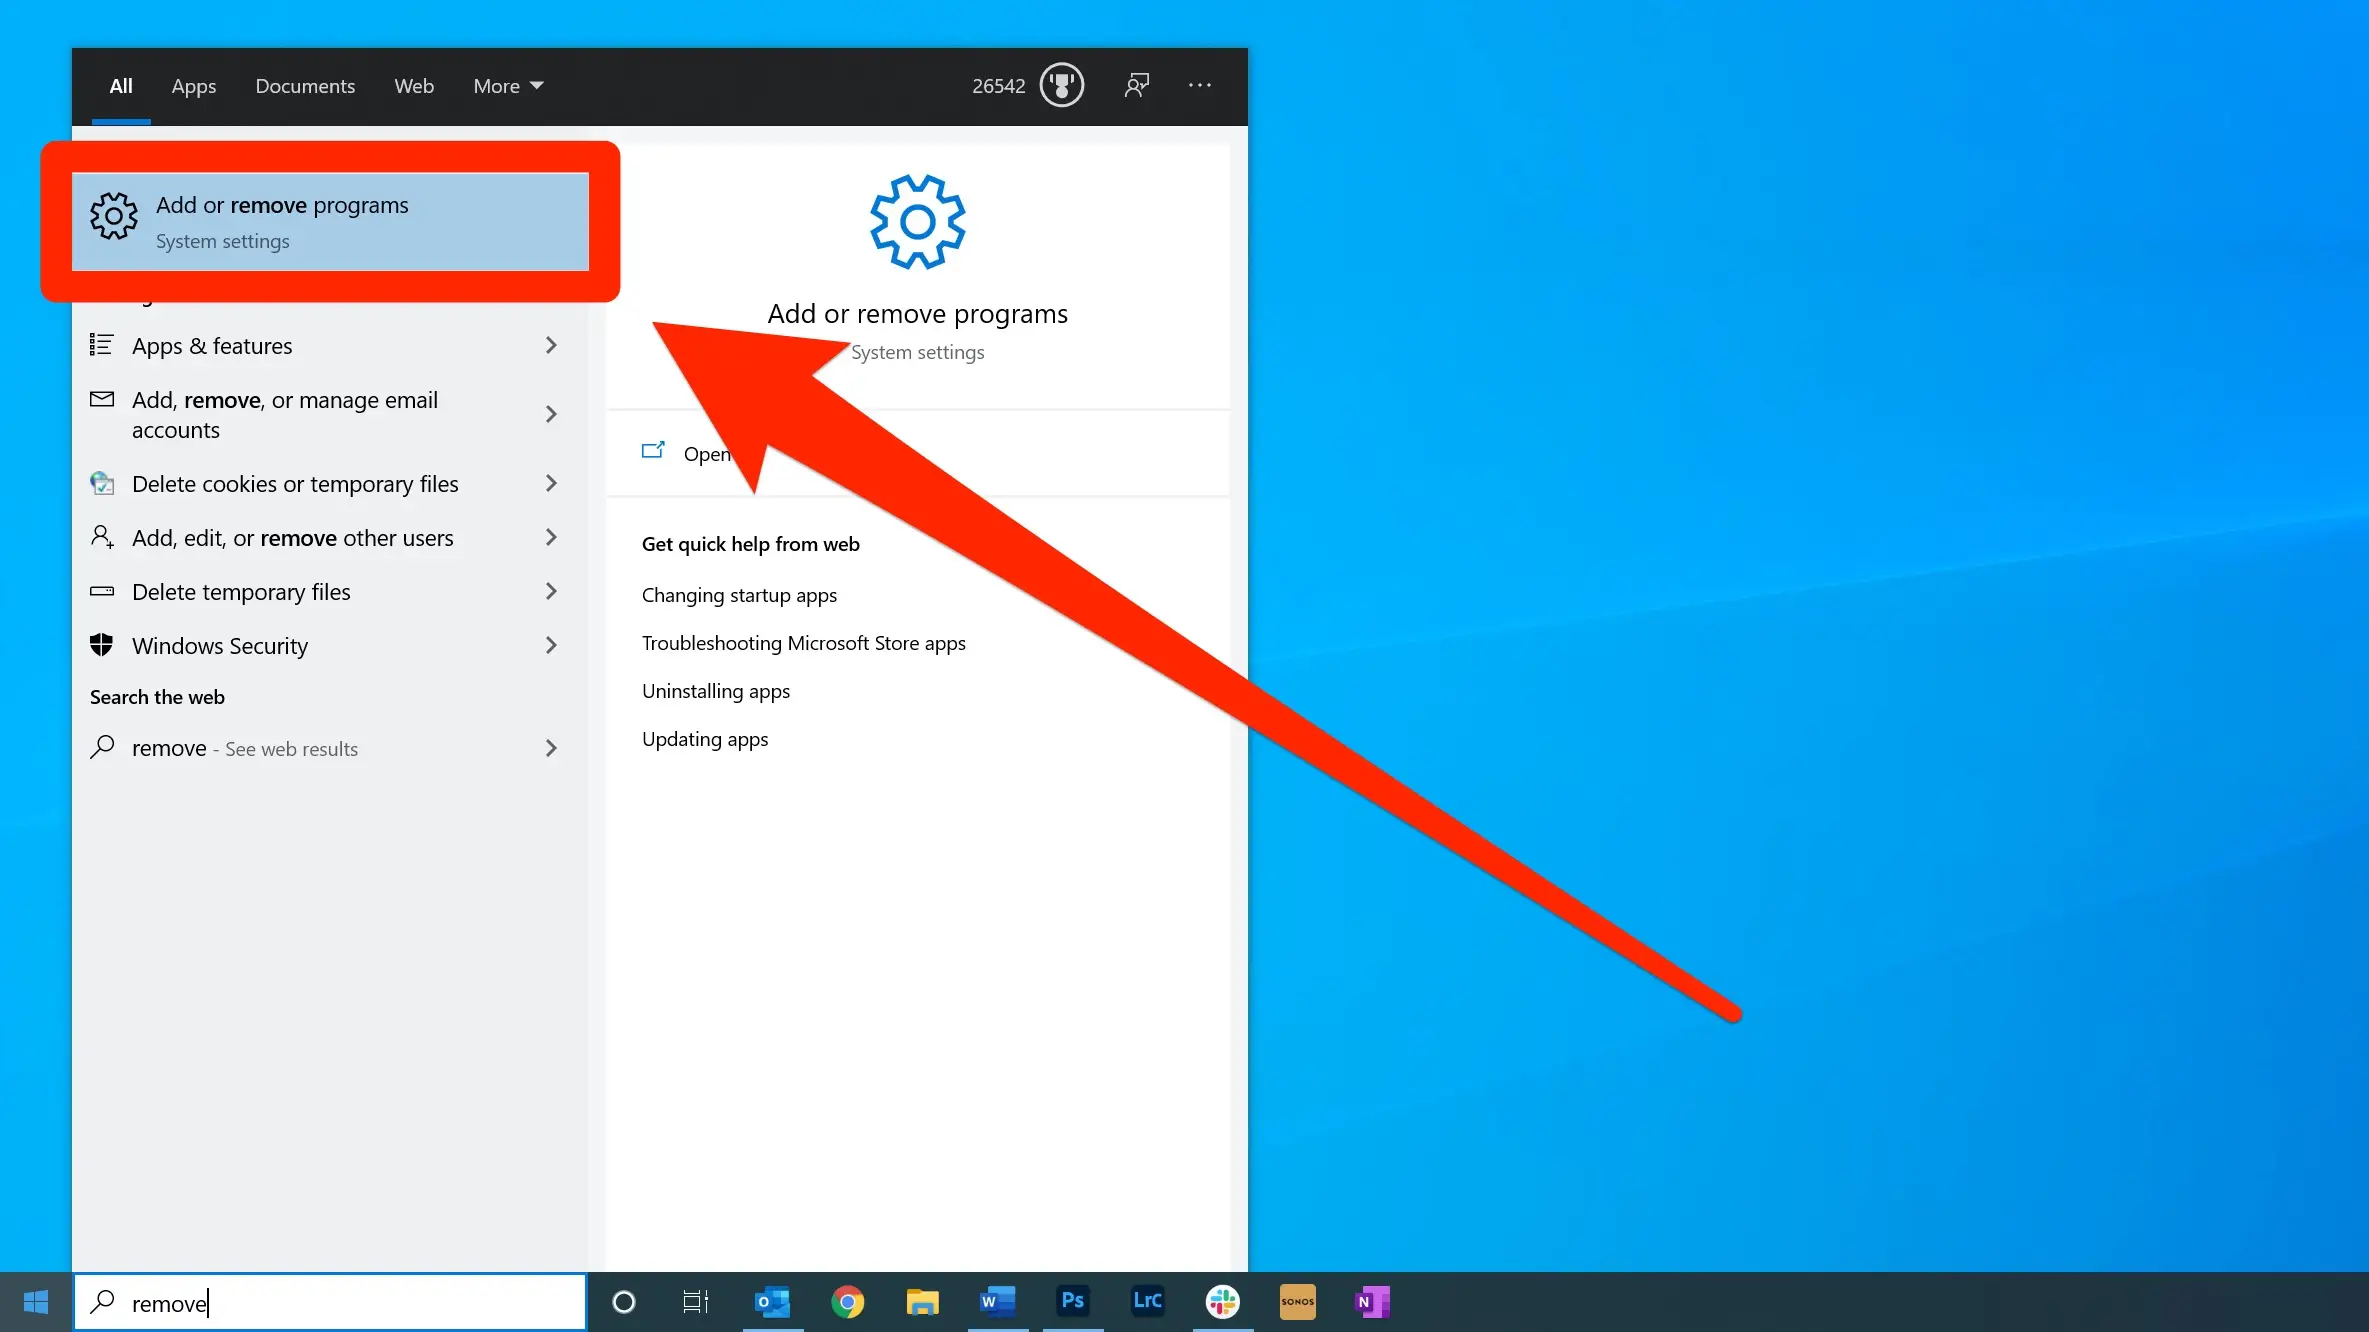 All Apps Documents Web More 26542
Add or remove programs
System settings
Apps & features
Add, remove, or manage email
accounts
Delete cookies or temporary files
Add, edit, or remove other users
Delete temporary files
Windows Security
Search the web
remove - See web results
Add or remove programs
System settings
Open
Get quick help from web
Changing startup apps
Troubleshooting Microsoft Store apps
Uninstalling apps
Updating apps
remove
O W Ps LrC SONOS N